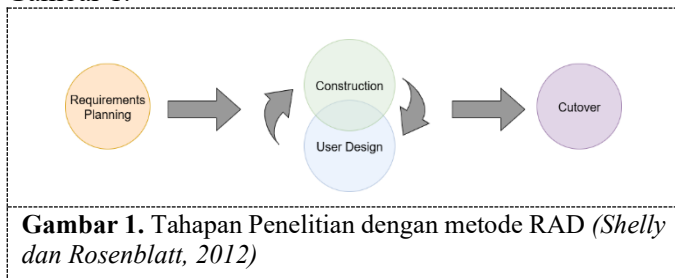 Requirements
Planning
Construction
User Design
Cutover
Gambar 1. Tahapan Penelitian dengan metode RAD (Shelly
dan Rosenblatt, 2012)